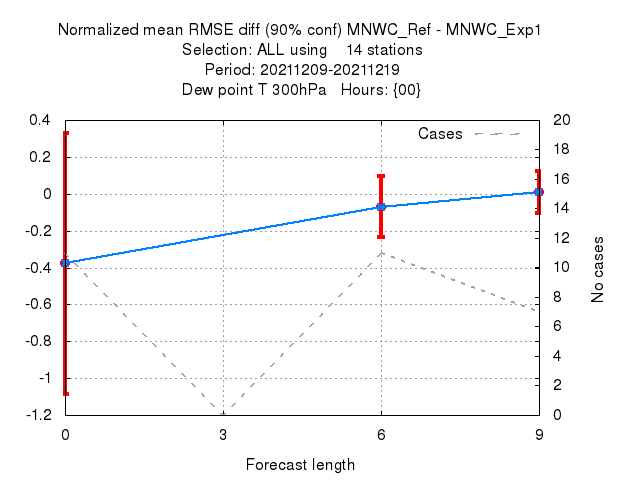 Normalized mean RMSE diff (90% conf) MNWC_Ref - MNWC_Exp1
Selection: ALL using 14 stations
Period: 20211209-20211219
Dew point T 300hPa Hours: {00}
Cases
0.4
0.2
0
-0.2
-0.4
-0.6
-0.8
-1
-1.2
20
18
16
14
12
10
8
6
4
2
0
No cases
0 3 6 9
Forecast length